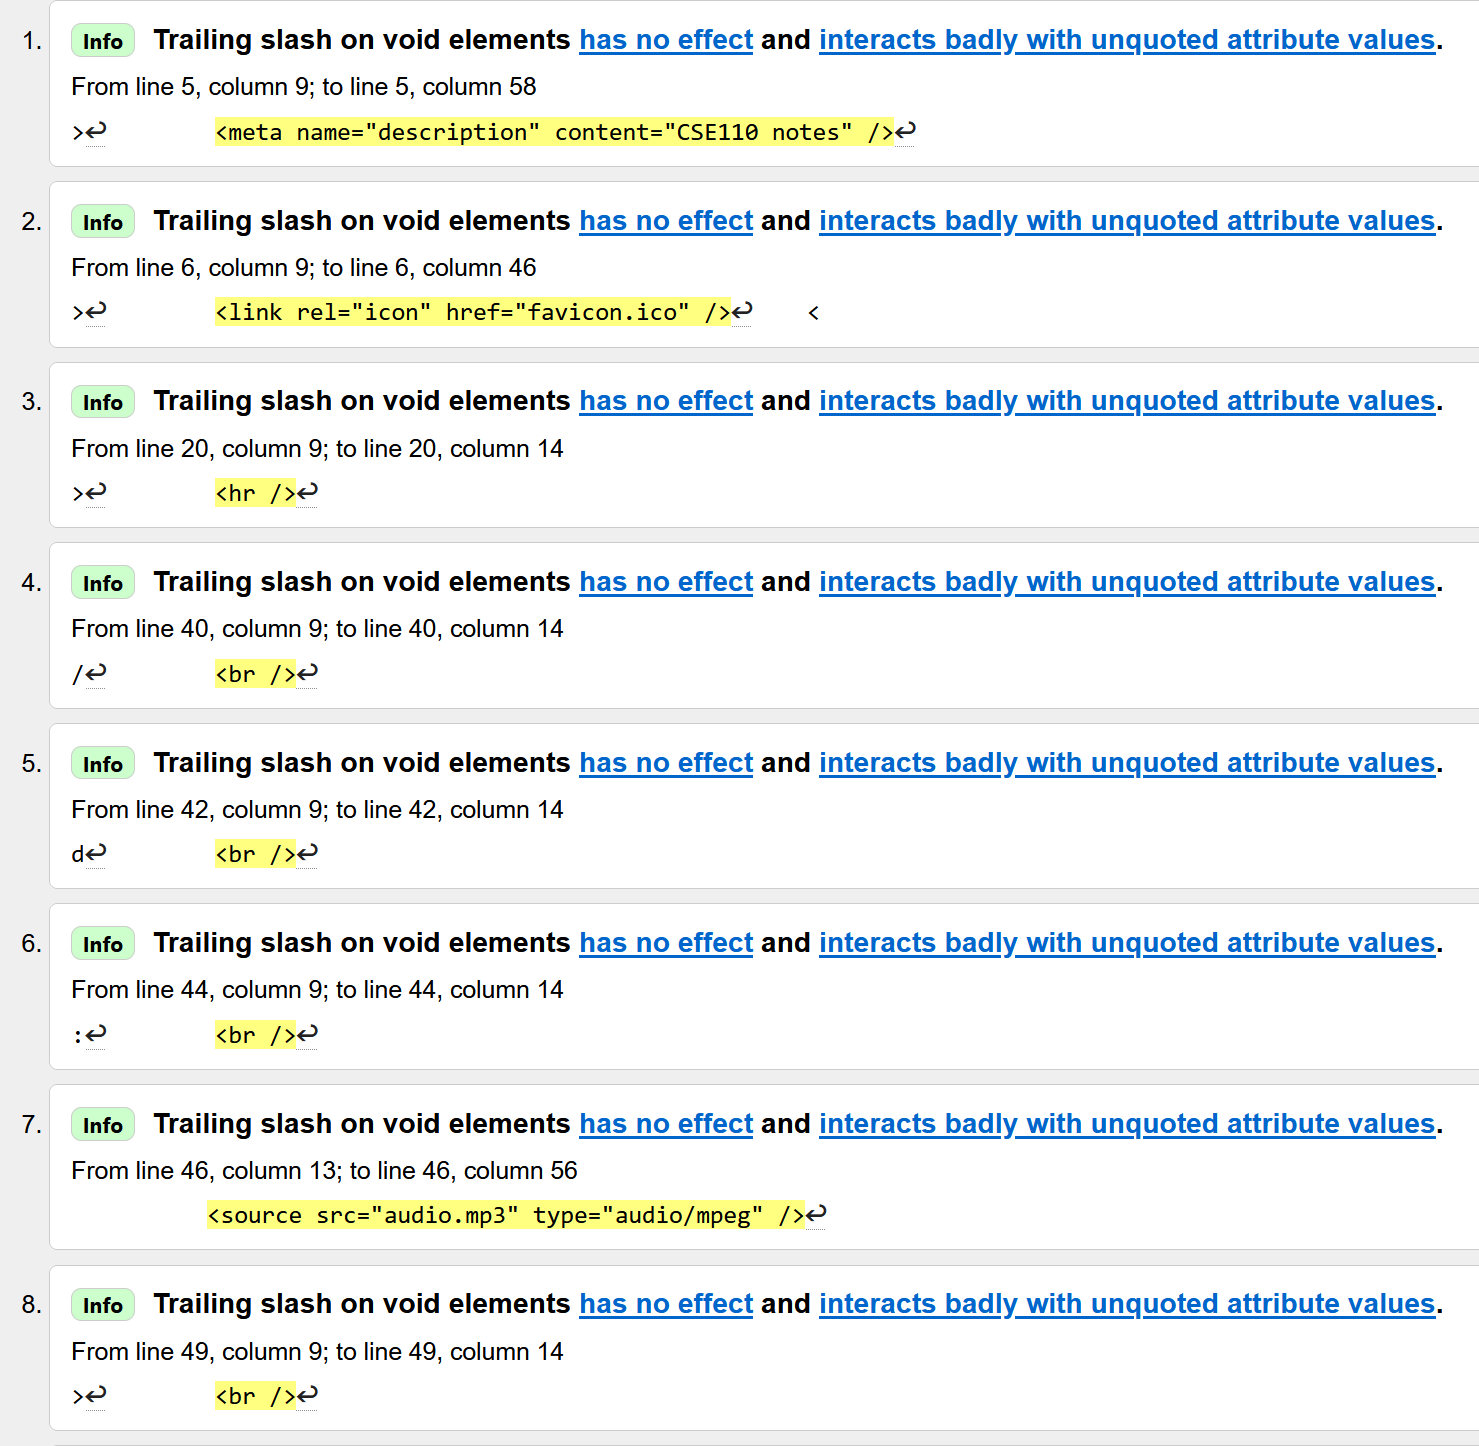 1. Info Trailing slash on void elements has no effect and interacts badly with unquoted attribute values.
From line 5, column 9; to line 5, column 58
>↩        <meta name="description" content="CSE110 notes" />↩
2. Info Trailing slash on void elements has no effect and interacts badly with unquoted attribute values.
From line 6, column 9; to line 6, column 46
>↩        <link rel="icon" href="favicon.ico" />↩    <
3. Info Trailing slash on void elements has no effect and interacts badly with unquoted attribute values.
From line 20, column 9; to line 20, column 14
>↩        <hr />↩
4. Info Trailing slash on void elements has no effect and interacts badly with unquoted attribute values.
From line 40, column 9; to line 40, column 14
/↩        <br />↩
5. Info Trailing slash on void elements has no effect and interacts badly with unquoted attribute values.
From line 42, column 9; to line 42, column 14
d↩        <br />↩
6. Info Trailing slash on void elements has no effect and interacts badly with unquoted attribute values.
From line 44, column 9; to line 44, column 14
:↩        <br />↩
7. Info Trailing slash on void elements has no effect and interacts badly with unquoted attribute values.
From line 46, column 13; to line 46, column 56
<source src="audio.mp3" type="audio/mpeg" />↩
8. Info Trailing slash on void elements has no effect and interacts badly with unquoted attribute values.
From line 49, column 9; to line 49, column 14
>↩        <br />↩